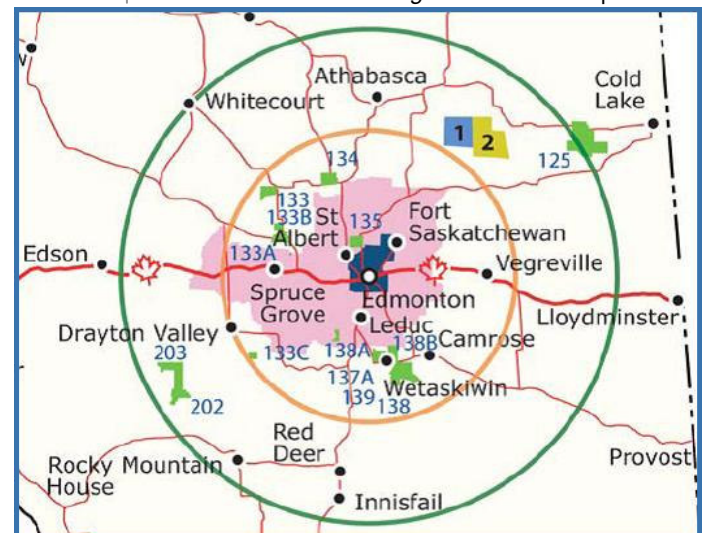 Athabasca
Cold
Lake
Whitecourt
1
2
125
134
133
133B
St
Albert
135
Fort
Saskatchewan
133A
Edson
Vegreville
Spruce
Grove
Edmonton
Lloydminster
Leduc
Drayton Valley
138B
Camrose
203
133C
138A
137A
Wetaskiwin
139
138
202
Red
Deer
Rocky Mountain
House
Provost
Innisfail